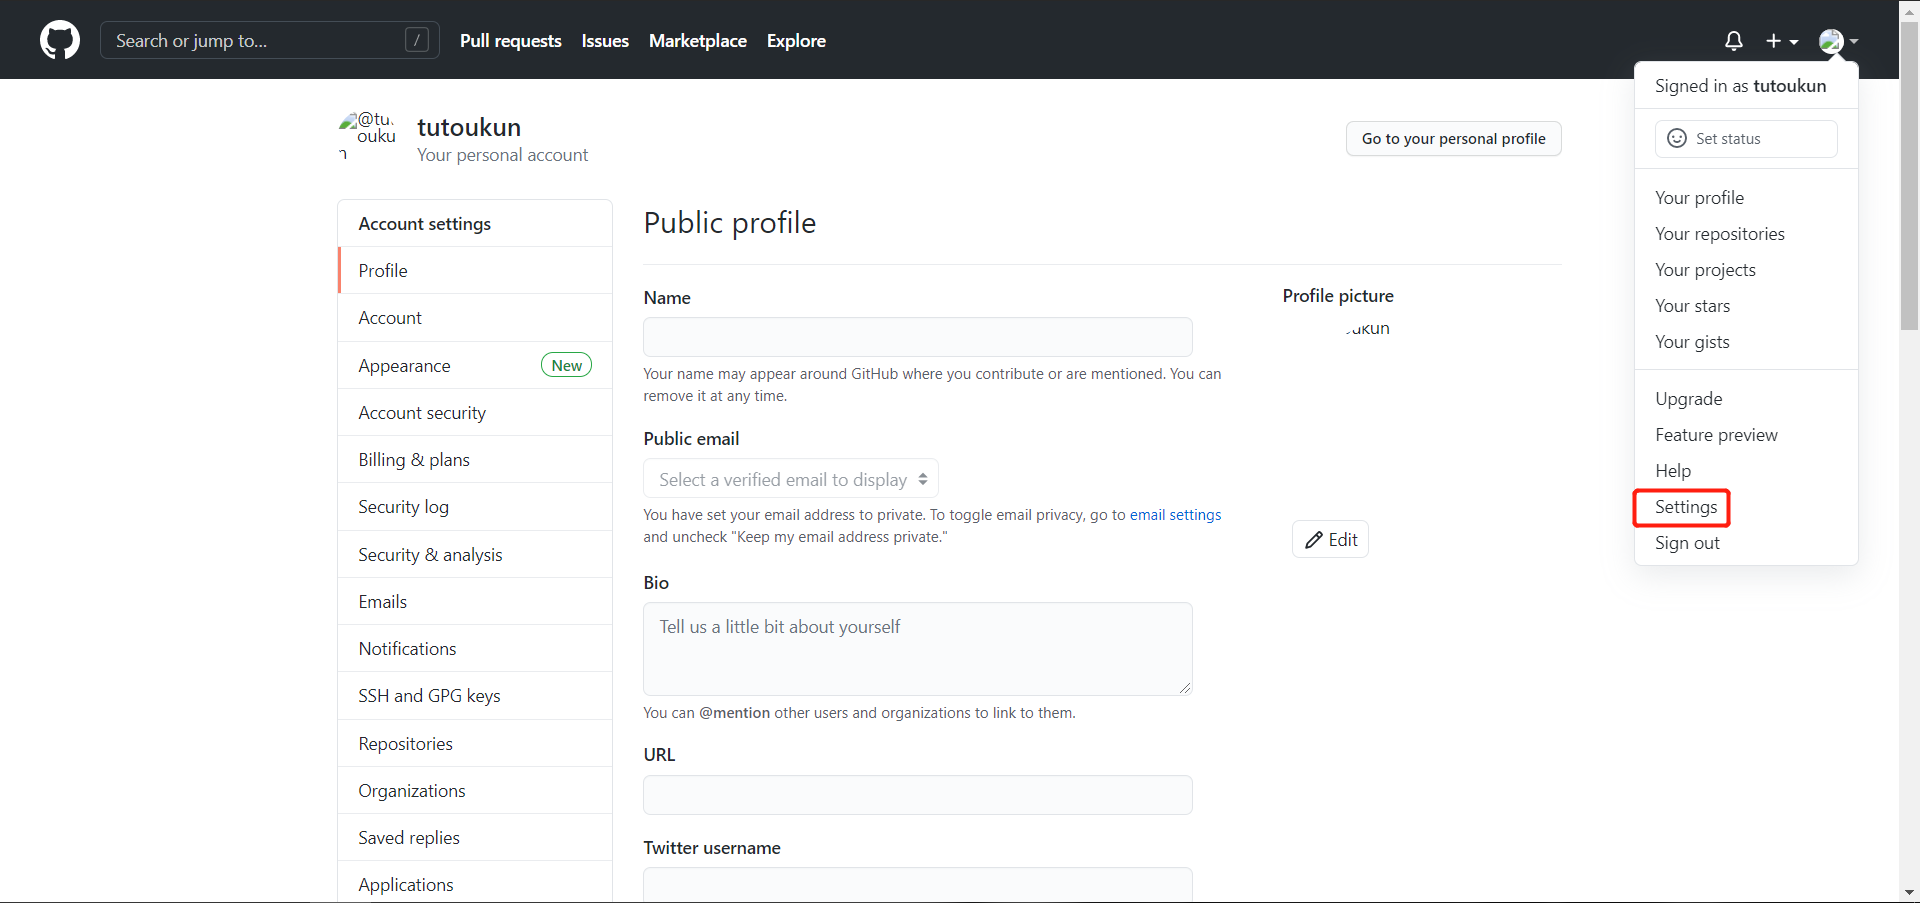 Search or jump to...
/
Pull requests
Issues
Marketplace
Explore
Signed in as tutoukun
Set status
Your profile
Your repositories
Your projects
Your stars
Your gists
Upgrade
Feature preview
Help
Settings
Sign out
tutoukun
Your personal account
Go to your personal profile
Account settings
Profile
Account
Appearance
New
Account security
Billing & plans
Security log
Security & analysis
Emails
Notifications
SSH and GPG keys
Repositories
Organizations
Saved replies
Applications
Public profile
Name
Your name may appear around GitHub where you contribute or are mentioned. You can
remove it at any time.
Public email
Select a verified email to display
You have set your email address to private. To toggle email privacy, go to email settings
and uncheck "Keep my email address private."
Bio
Tell us a little bit about yourself
You can @mention other users and organizations to link to them.
URL
Twitter username
Profile picture
Edit